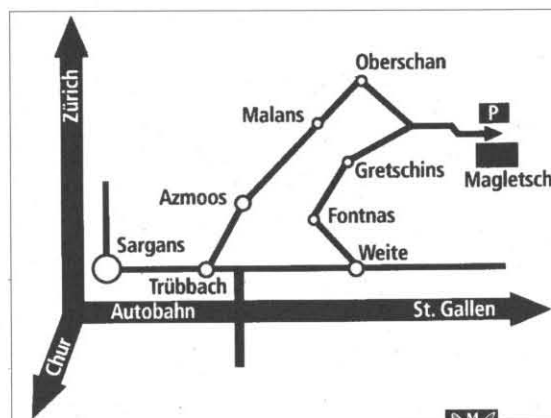 Zürich
Oberschan
Malans
P
Gretschins
Magletsch
Azmoos
Fontnas
Sargans
Weite
Trübbach
Autobahn
St. Gallen
Chur
M